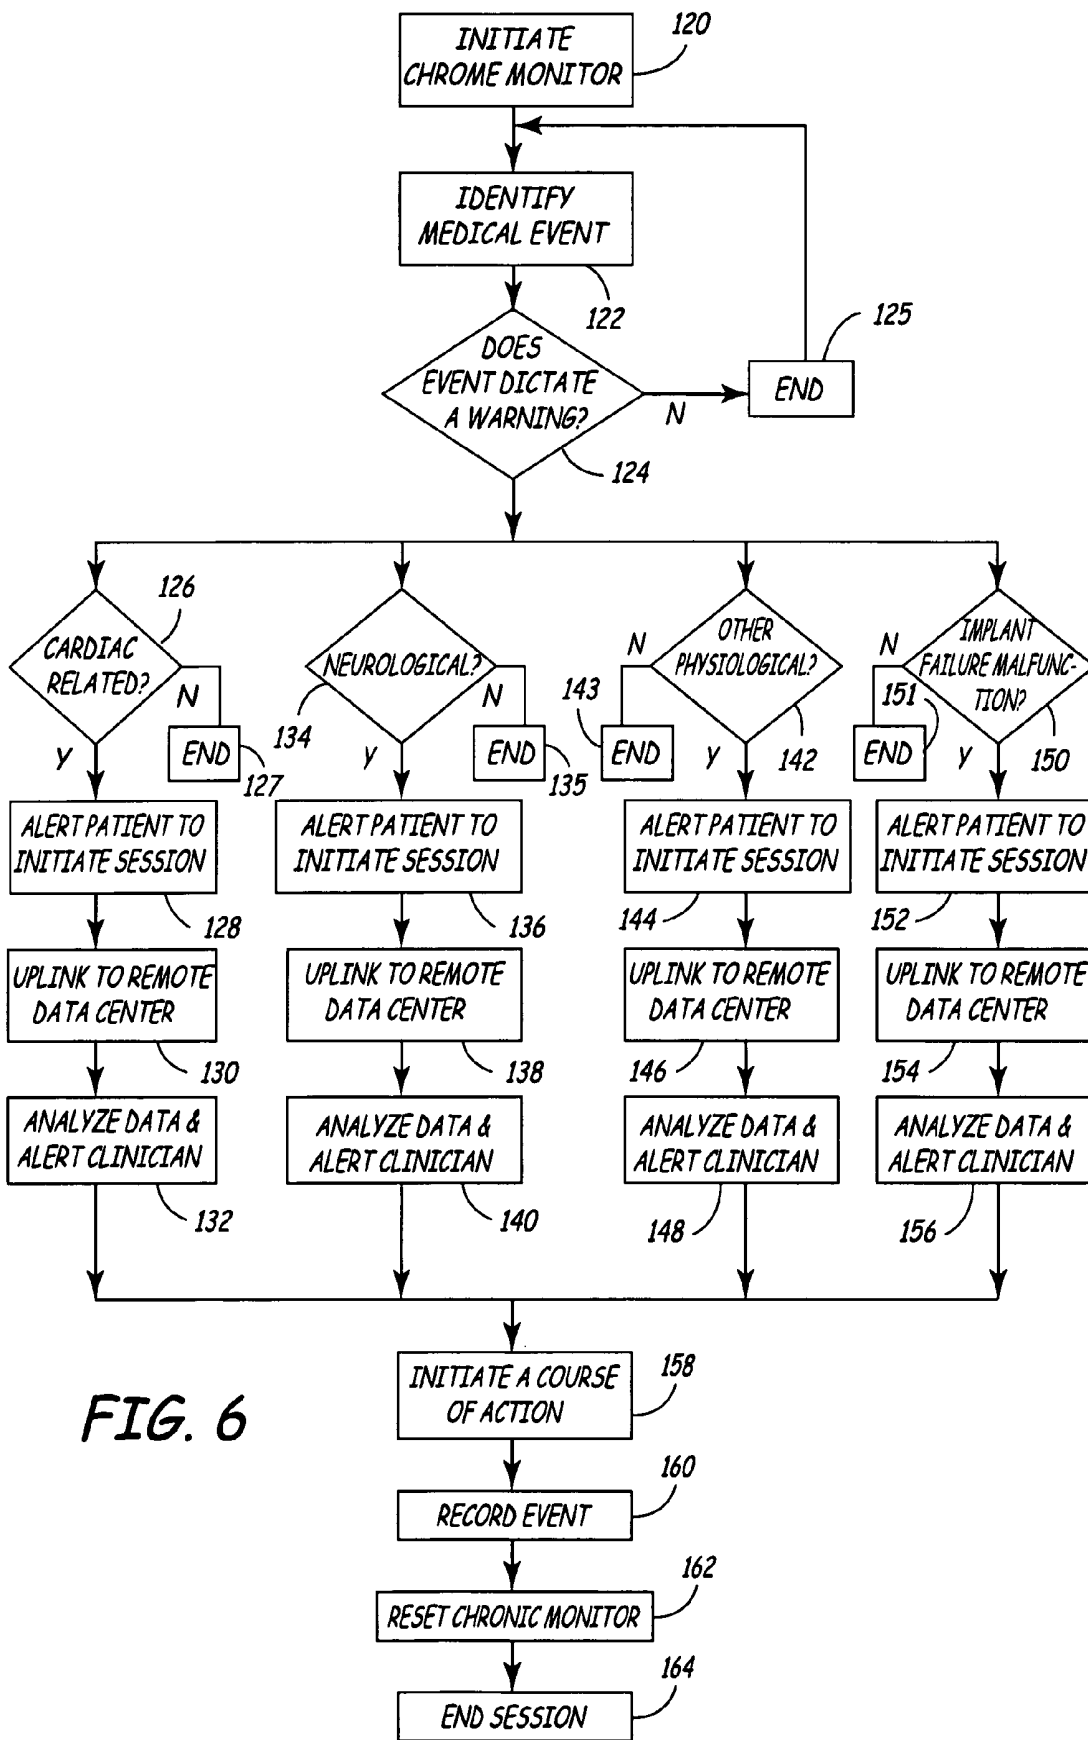 INITIATE
CHROME MONITOR
120
IDENTIFY
MEDICAL EVENT
122
DOES
EVENT DICTATE
A WARNING?
124
N
END
125
CARDIAC
RELATED?
126
N
END
127
Y
NEUROLOGICAL?
134
N
END
135
Y
OTHER
PHYSIOLOGICAL?
142
N
END
143
Y
IMPLANT
FAILURE MALFUNC-
TION?
150
N
END
151
Y
ALERT PATIENT TO
INITIATE SESSION
128
ALERT PATIENT TO
INITIATE SESSION
136
ALERT PATIENT TO
INITIATE SESSION
144
ALERT PATIENT TO
INITIATE SESSION
152
UPLINK TO REMOTE
DATA CENTER
130
UPLINK TO REMOTE
DATA CENTER
138
UPLINK TO REMOTE
DATA CENTER
146
UPLINK TO REMOTE
DATA CENTER
154
ANALYZE DATA &
ALERT CLINICIAN
132
ANALYZE DATA &
ALERT CLINICIAN
140
ANALYZE DATA &
ALERT CLINICIAN
148
ANALYZE DATA &
ALERT CLINICIAN
156
INITIATE A COURSE
OF ACTION
158
FIG. 6
RECORD EVENT
160
RESET CHRONIC MONITOR
162
END SESSION
164